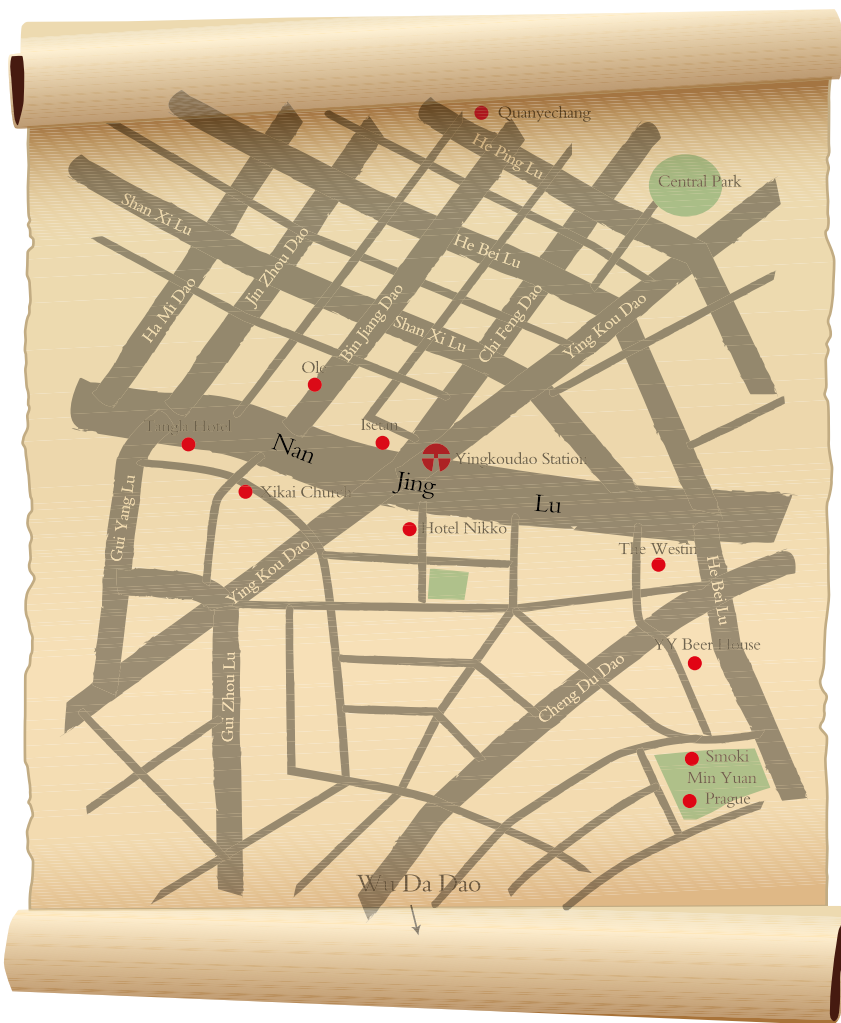 Quanyechang
He Ping Lu
Central Park
Shan Xi Lu
He Bei Lu
Jin Zhou Dao
Ha Mi Dao
Bin Jiang Dao
Shan Xi Lu
Chi Feng Dao
Ying Kou Dao
Ole
Tangla Hotel
Isetan
Nan
Jing
Lu
Yingkoudao Station
Xikai Church
Gui Yang Lu
Hotel Nikko
The Westin
Ying Kou Dao
He Bei Lu
YY Beer House
Cheng Du Dao
Gui Zhou Lu
Smoki
Min Yuan
Prague
Wu Da Dao